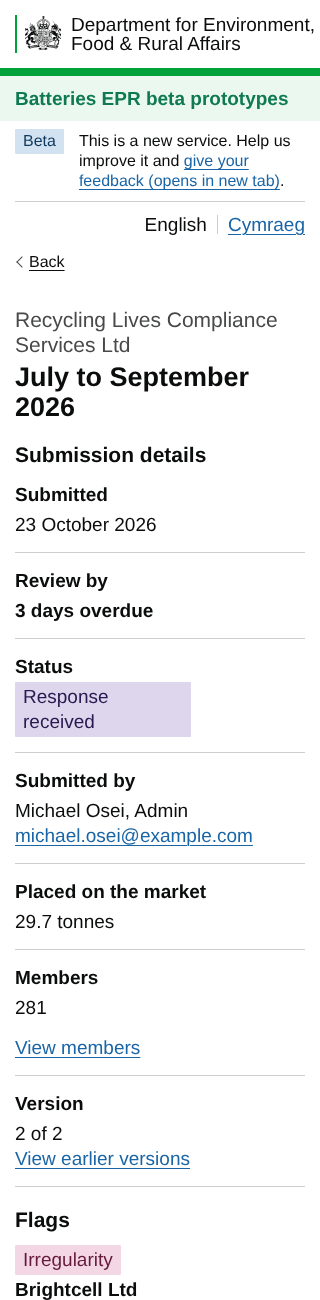 Department for Environment,
Food & Rural Affairs
Batteries EPR beta prototypes
Beta
This is a new service. Help us
improve it and give your
feedback (opens in new tab).
English
Cymraeg
Back
Recycling Lives Compliance
Services Ltd
July to September
2026
Submission details
Submitted
23 October 2026
Review by
3 days overdue
Status
Response
received
Submitted by
Michael Osei, Admin
michael.osei@example.com
Placed on the market
29.7 tonnes
Members
281
View members
Version
2 of 2
View earlier versions
Flags
Irregularity
Brightcell Ltd